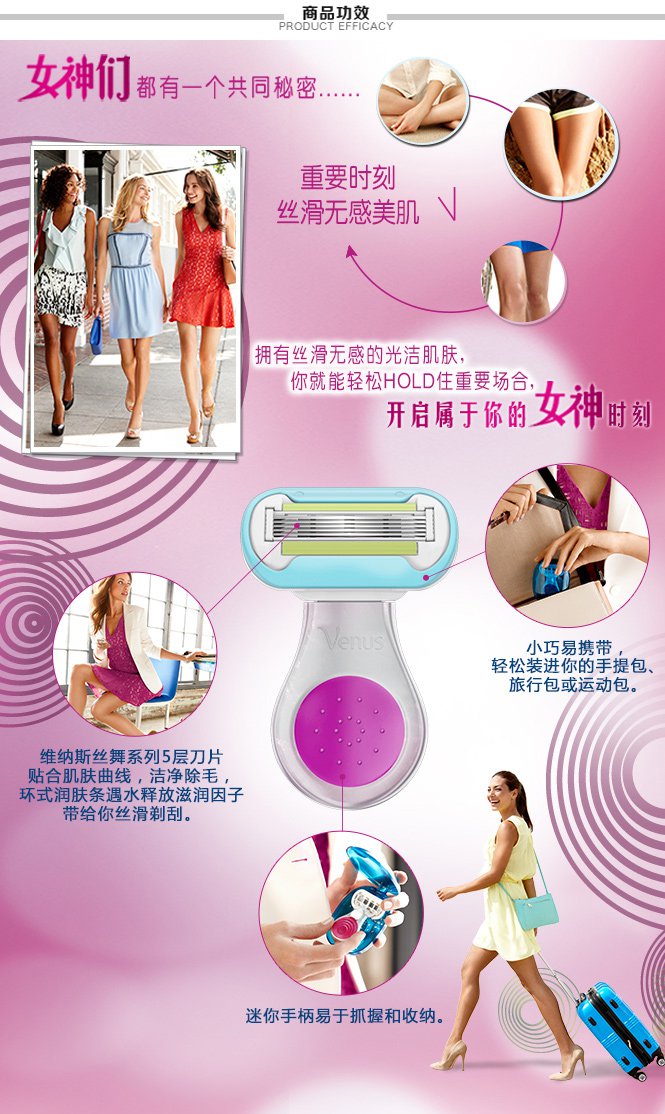 商品功效
PRODUCT EFFICACY
女神们都有一个共同秘密......
重要时刻
丝滑无感美肌
拥有丝滑无感的光洁肌肤，
你就能轻松HOLD住重要场合，
开启属于你的女神时刻
Venus
小巧易携带，
轻松装进你的手提包、
旅行包或运动包。
维纳斯丝舞系列5层刀片
贴合肌肤曲线，洁净除毛，
环式润肤条遇水释放滋润因子
带给你丝滑剃刮。
迷你手柄易于抓握和收纳。